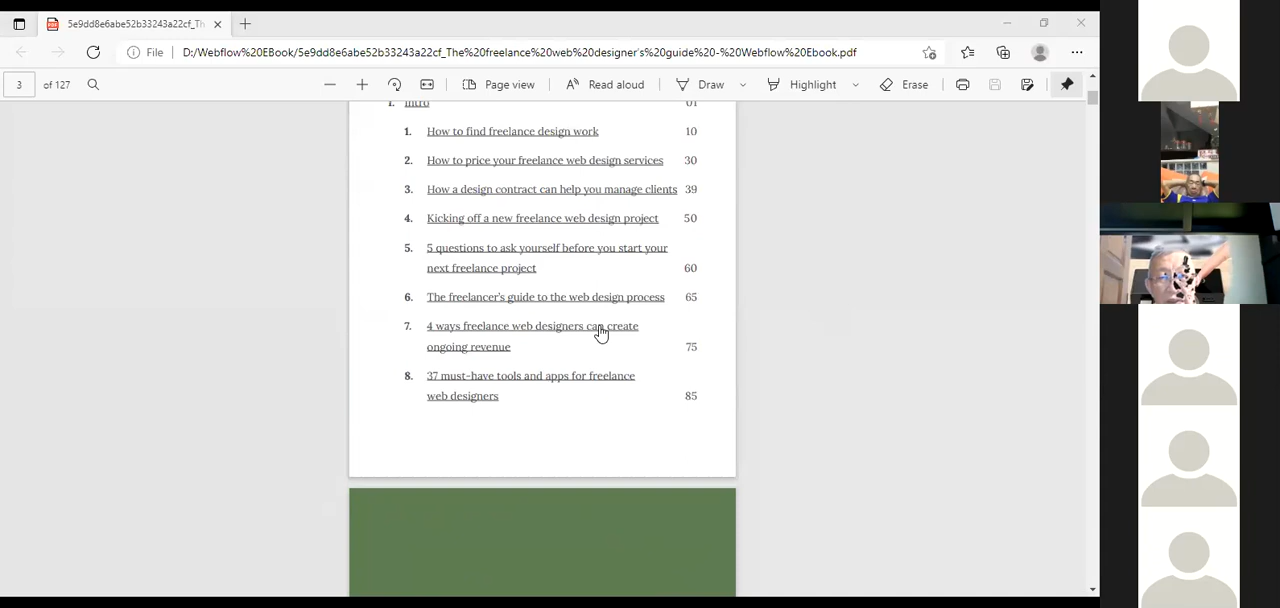 5e9dd8e6abe52b33243a22cf_Th
File D:/Webflow%20EBook/5e9dd8e6abe52b33243a22cf_The%20freelance%20web%20designer's%20guide%20-%20Webflow%20Ebook.pdf
3 of 127 Page view Read aloud Draw Highlight Erase
I. Intro 01
1. How to find freelance design work 10
2. How to price your freelance web design services 30
3. How a design contract can help you manage clients 39
4. Kicking off a new freelance web design project 50
5. 5 questions to ask yourself before you start your
next freelance project 60
6. The freelancer's guide to the web design process 65
7. 4 ways freelance web designers can create
ongoing revenue 75
8. 37 must-have tools and apps for freelance
web designers 85